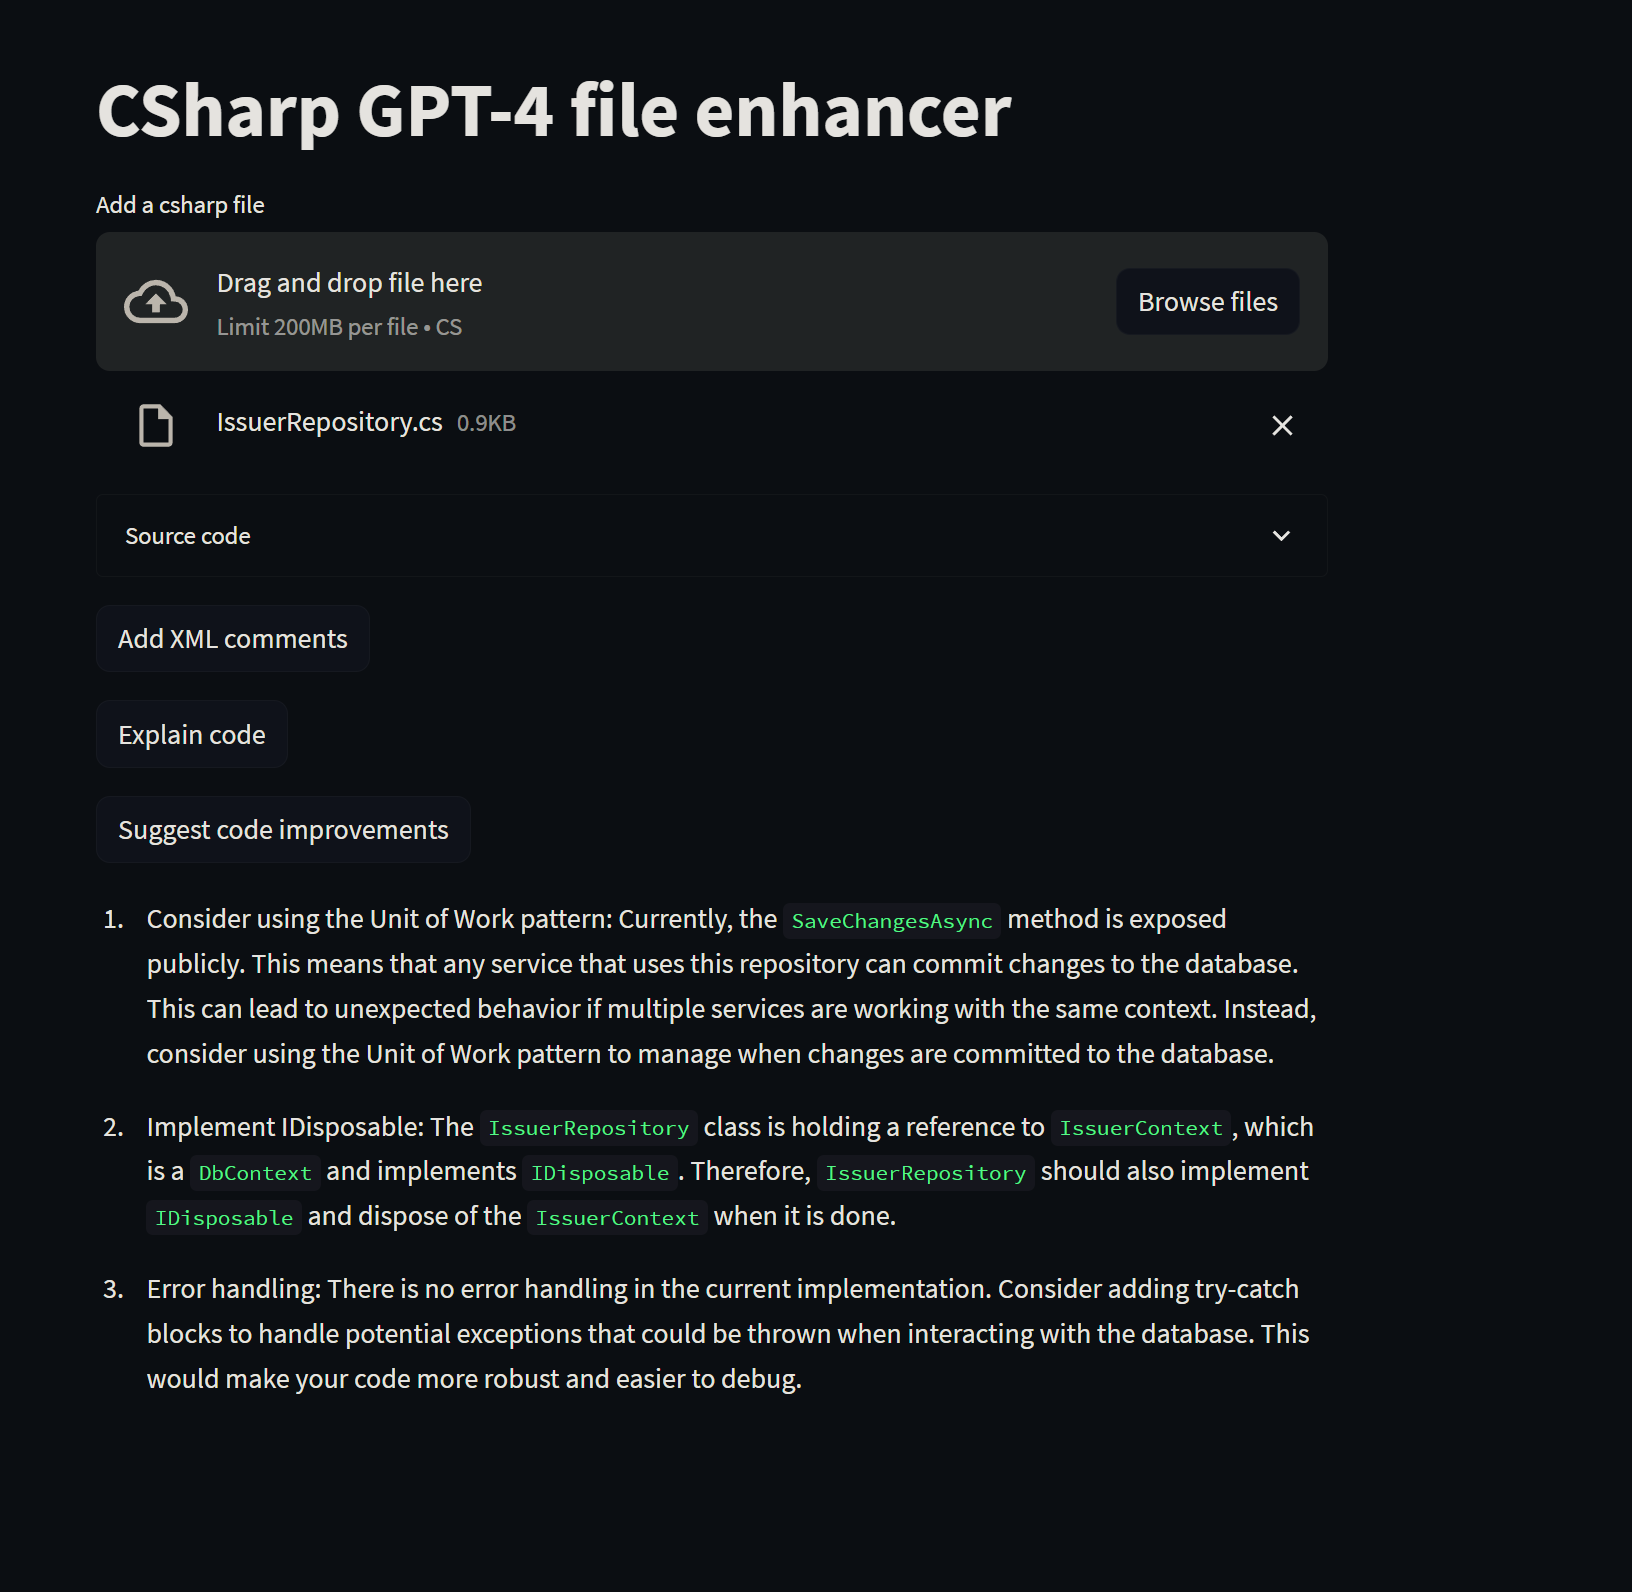 CSharp GPT-4 file enhancer
Add a csharp file
Drag and drop file here
Limit 200MB per file • CS
Browse files
IssuerRepository.cs 0.9KB
Source code
Add XML comments
Explain code
Suggest code improvements
1. Consider using the Unit of Work pattern: Currently, the SaveChangesAsync method is exposed
publicly. This means that any service that uses this repository can commit changes to the database.
This can lead to unexpected behavior if multiple services are working with the same context. Instead,
consider using the Unit of Work pattern to manage when changes are committed to the database.
2. Implement IDisposable: The IssuerRepository class is holding a reference to IssuerContext, which
is a DbContext and implements IDisposable. Therefore, IssuerRepository should also implement
IDisposable and dispose of the IssuerContext when it is done.
3. Error handling: There is no error handling in the current implementation. Consider adding try-catch
blocks to handle potential exceptions that could be thrown when interacting with the database. This
would make your code more robust and easier to debug.